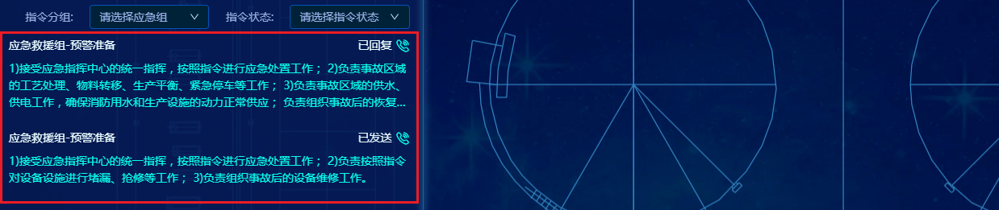 指令分组: 请选择应急组 指令状态: 请选择指令状态
应急救援组-预警准备 已回复
1)接受应急指挥中心的统一指挥，按照指令进行应急处置工作； 2)负责事故区域
的工艺处理、物料转移、生产平衡、紧急停车等工作； 3)负责事故区域的供水、
供电工作，确保消防用水和生产设施的动力正常供应； 负责组织事故后的恢复...
应急救援组-预警准备 已发送
1)接受应急指挥中心的统一指挥，按照指令进行应急处置工作； 2)负责按照指令
对设备设施进行堵漏、抢修等工作； 3)负责组织事故后的设备维修工作。